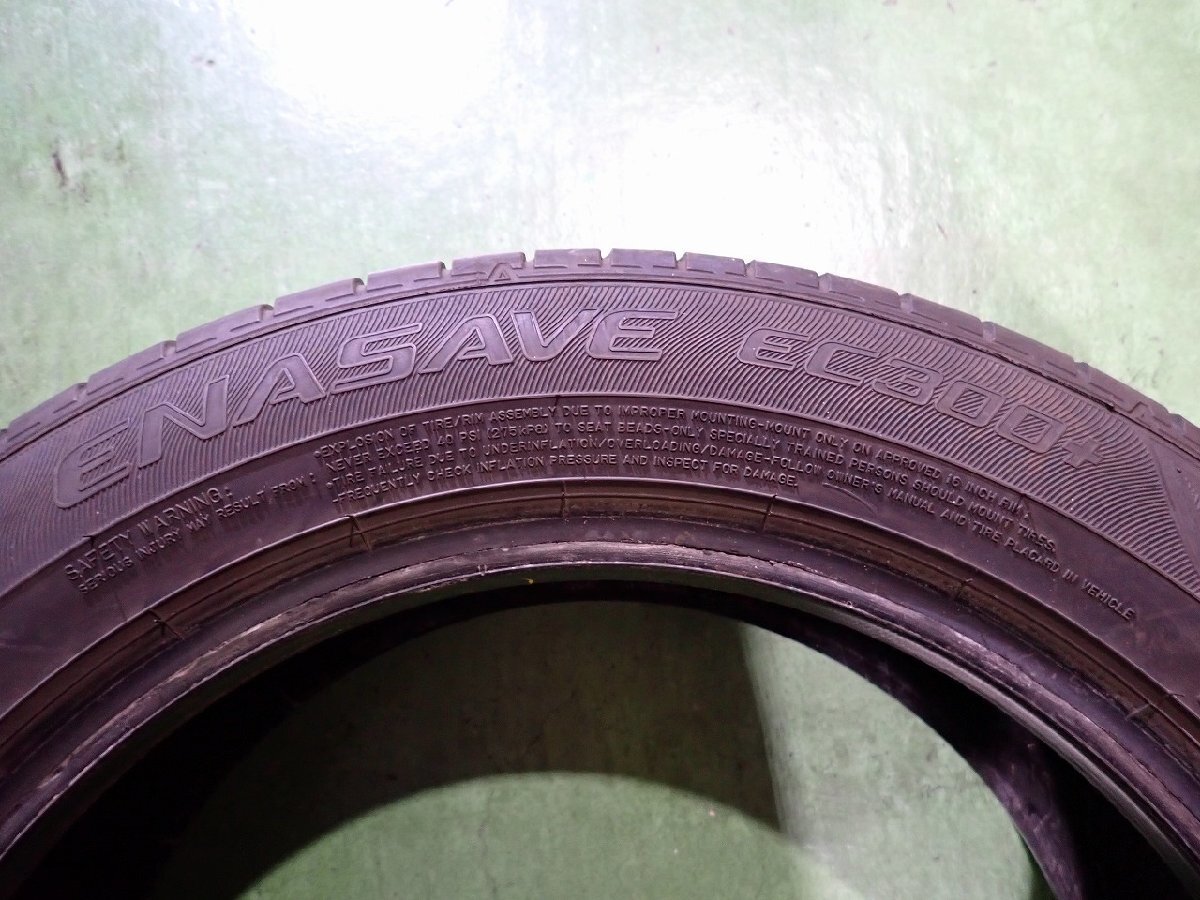 ENASAVE EC300+
SAFETY WARNING:
SERIOUS INJURY MAY RESULT FROM:
•EXPLOSION OF TIRE/RIM ASSEMBLY DUE TO IMPROPER MOUNTING-MOUNT ONLY ON APPROVED 16 INCH RIMS.
NEVER EXCEED 40 PSI (275kPa) TO SEAT BEADS-ONLY SPECIALLY TRAINED PERSONS SHOULD MOUNT TIRES.
•TIRE FAILURE DUE TO UNDERINFLATION/OVERLOADING/DAMAGE-FOLLOW OWNER'S MANUAL AND TIRE PLACARD IN VEHICLE
•FREQUENTLY CHECK INFLATION PRESSURE AND INSPECT FOR DAMAGE.